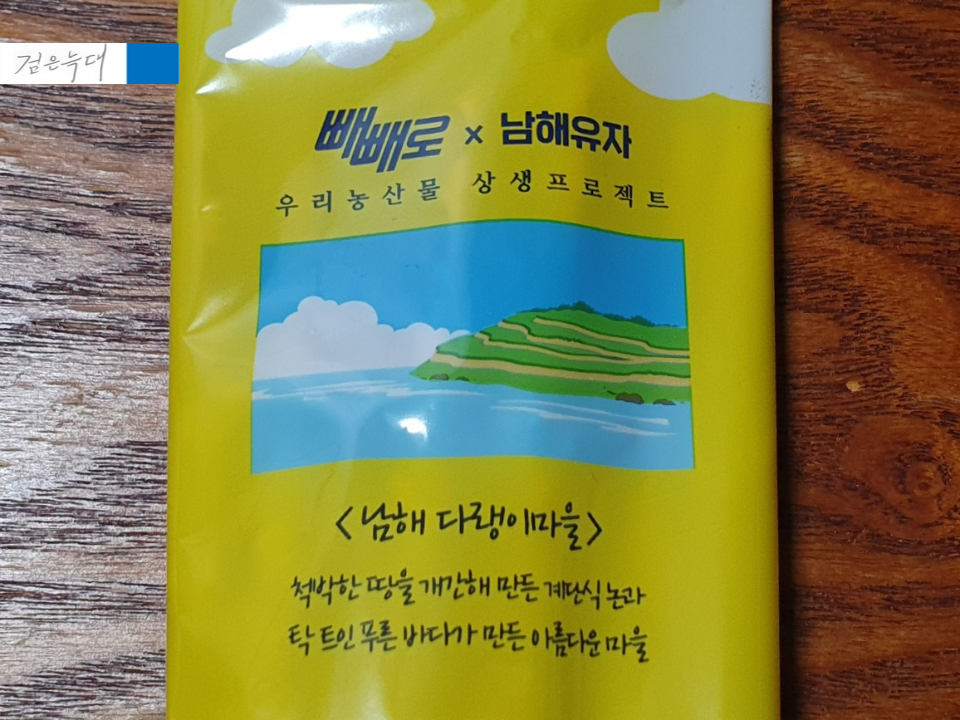 검은늑대
빼빼로 x 남해유자
우리농산물 상생프로젝트
<남해 다랭이마을>
척박한 땅을 개간해 만든 계단식 논과
탁 트인 푸른 바다가 만든 아름다운 마을